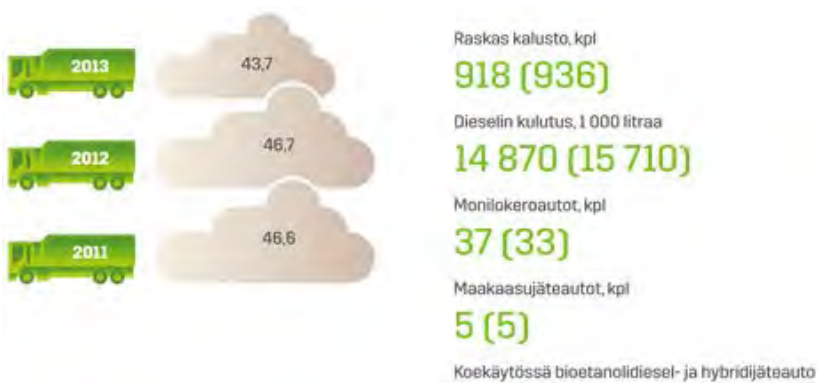 2013
43,7
2012
46,7
2011
46,6
Raskas kalusto, kpl
918 (936)
Dieselin kulutus, 1 000 litraa
14 870 (15 710)
Monilokeroautot, kpl
37 (33)
Maakaasujäteautot, kpl
5 (5)
Koekäytössä bioetanolidiesel- ja hybridijäteauto